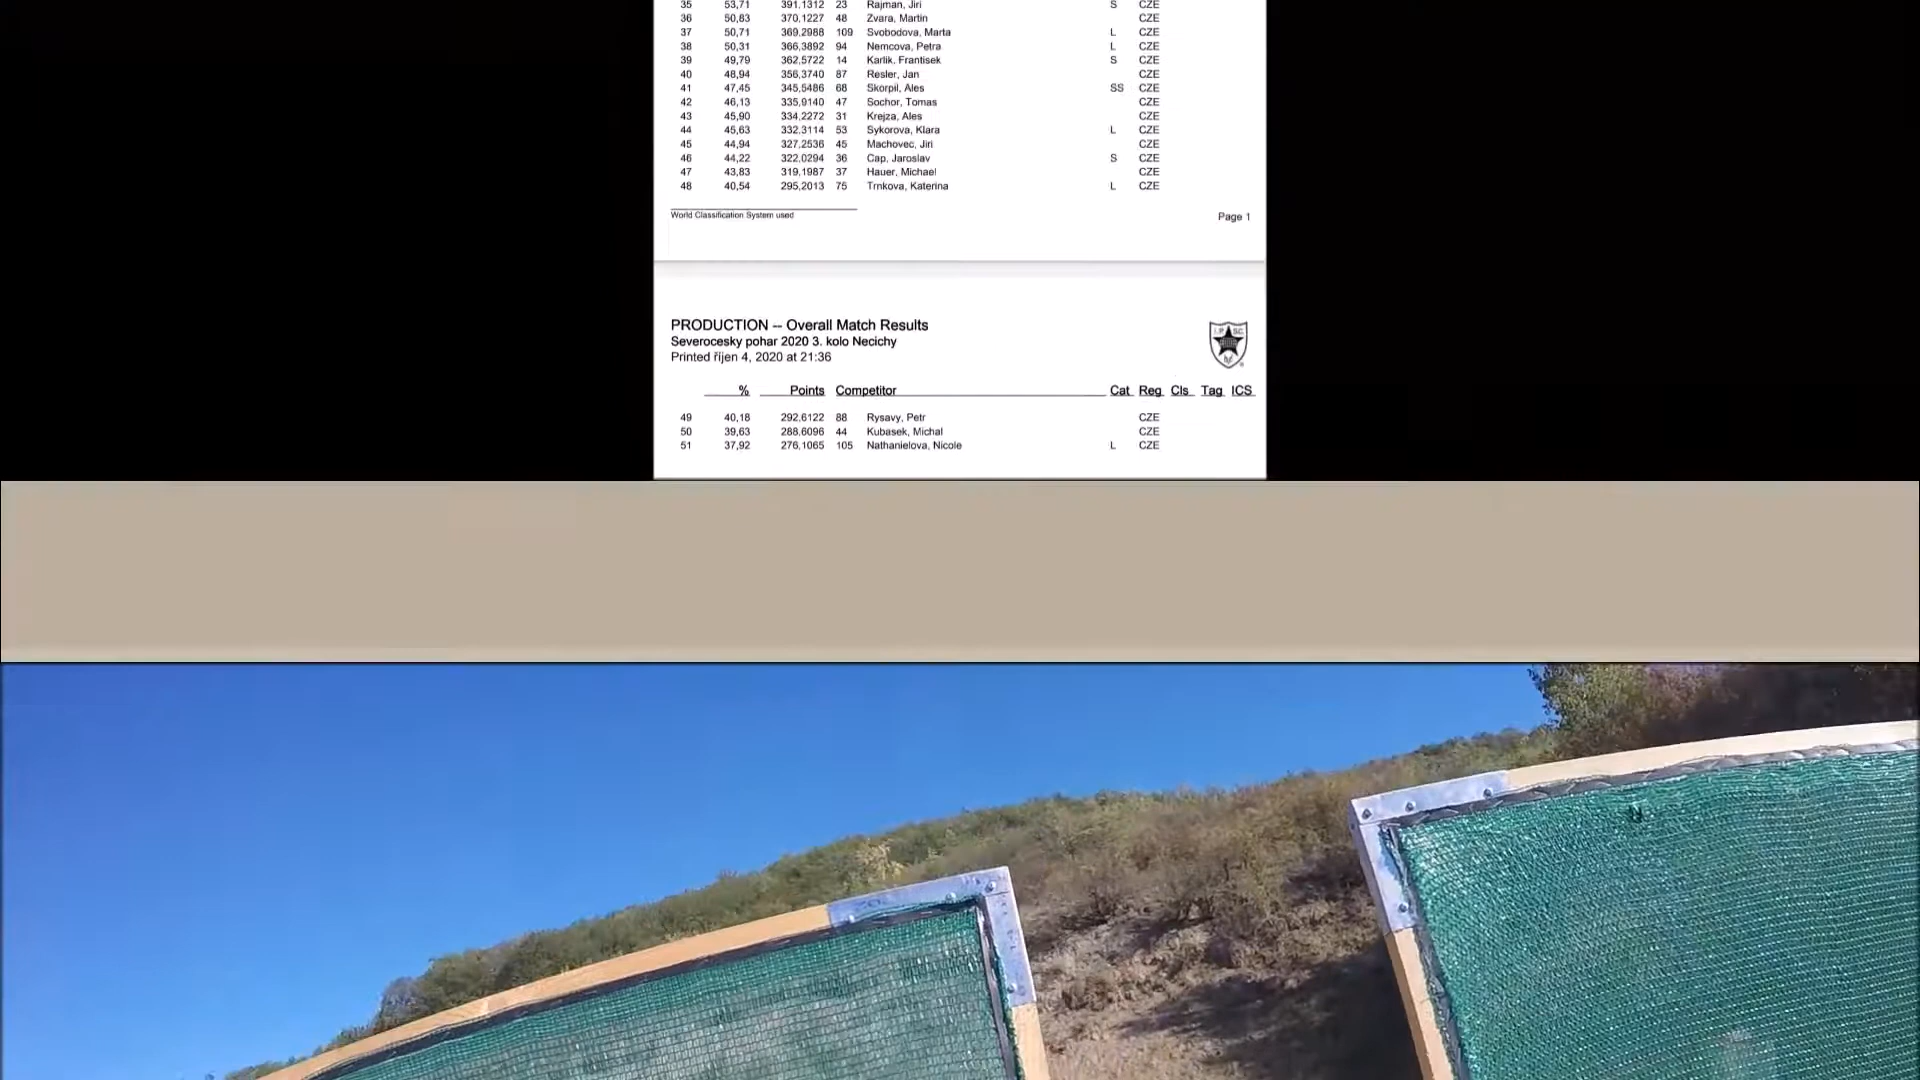 35 53,71 391,1312 23 Rajman, Jiri S CZE
36 50,83 370,1227 48 Zvara, Martin CZE
37 50,71 369,2988 109 Svobodova, Marta L CZE
38 50,31 366,3892 94 Nemcova, Petra L CZE
39 49,79 362,5722 14 Karlik, Frantisek S CZE
40 48,94 356,3740 87 Resler, Jan CZE
41 47,45 345,5486 68 Skorpil, Ales SS CZE
42 46,13 335,9140 47 Sochor, Tomas CZE
43 45,90 334,2272 31 Krejza, Ales CZE
44 45,63 332,3114 53 Sykorova, Klara L CZE
45 44,94 327,2536 45 Machovec, Jiri CZE
46 44,22 322,0294 36 Cap, Jaroslav S CZE
47 43,83 319,1987 37 Hauer, Michael CZE
48 40,54 295,2013 75 Trnkova, Katerina L CZE
World Classification System used Page 1
PRODUCTION -- Overall Match Results
Severocesky pohar 2020 3. kolo Necichy
Printed říjen 4, 2020 at 21:36
% Points Competitor Cat Reg Cls Tag ICS
49 40,18 292,6122 88 Rysavy, Petr CZE
50 39,63 288,6096 44 Kubasek, Michal CZE
51 37,92 276,1065 105 Nathanielova, Nicole L CZE